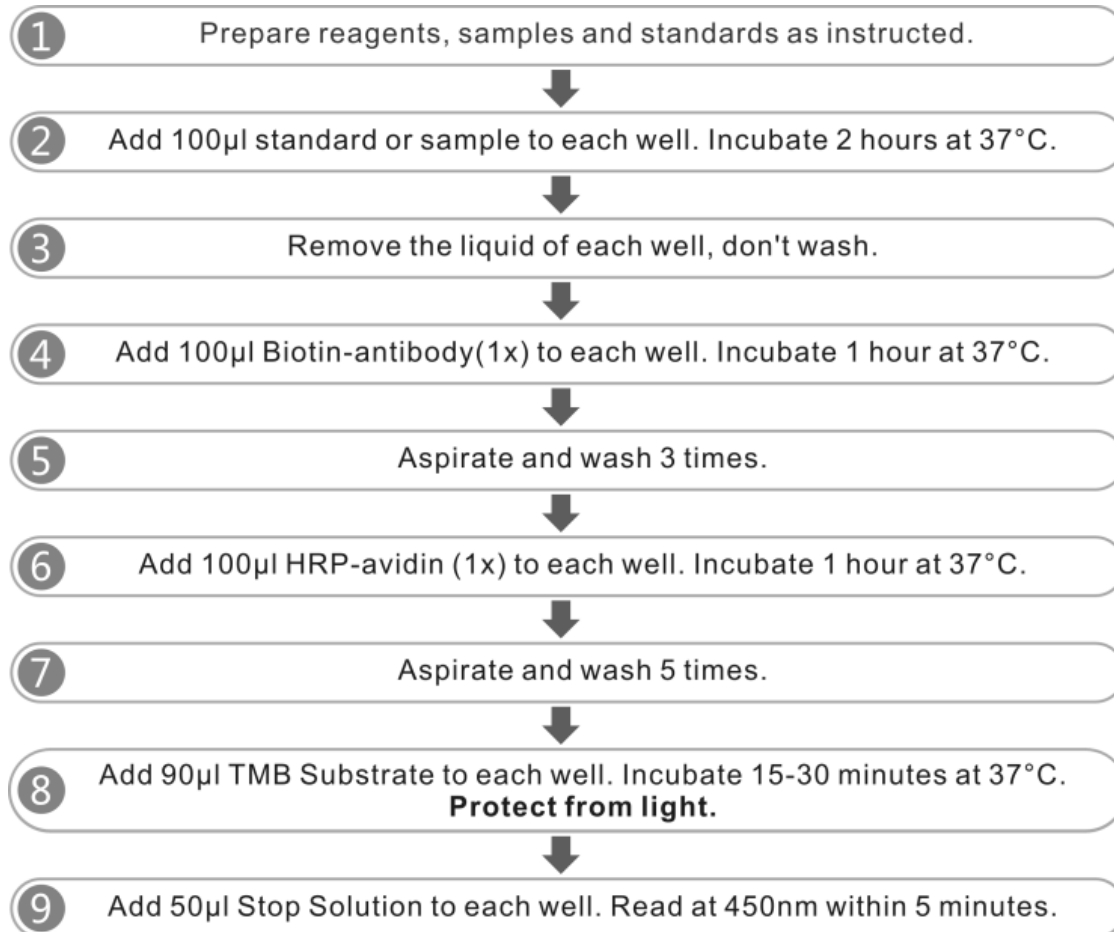 1 Prepare reagents, samples and standards as instructed.
2 Add 100μl standard or sample to each well. Incubate 2 hours at 37°C.
3 Remove the liquid of each well, don't wash.
4 Add 100μl Biotin-antibody(1x) to each well. Incubate 1 hour at 37°C.
5 Aspirate and wash 3 times.
6 Add 100μl HRP-avidin (1x) to each well. Incubate 1 hour at 37°C.
7 Aspirate and wash 5 times.
8 Add 90μl TMB Substrate to each well. Incubate 15-30 minutes at 37°C.
Protect from light.
9 Add 50μl Stop Solution to each well. Read at 450nm within 5 minutes.